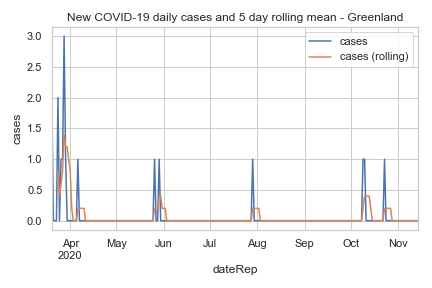 New COVID-19 daily cases and 5 day rolling mean - Greenland
cases
cases (rolling)
3.0
2.5
2.0
1.5
1.0
0.5
0.0
cases
Apr May Jun Jul Aug Sep Oct Nov
2020
dateRep